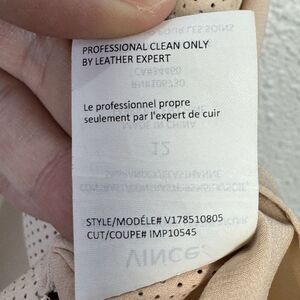 PROFESSIONAL CLEAN ONLY
BY LEATHER EXPERT
Le professionnel propre
seulement par l'expert de cuir
STYLE/MODÉLE# V178510805
CUT/COUPE# IMP10545